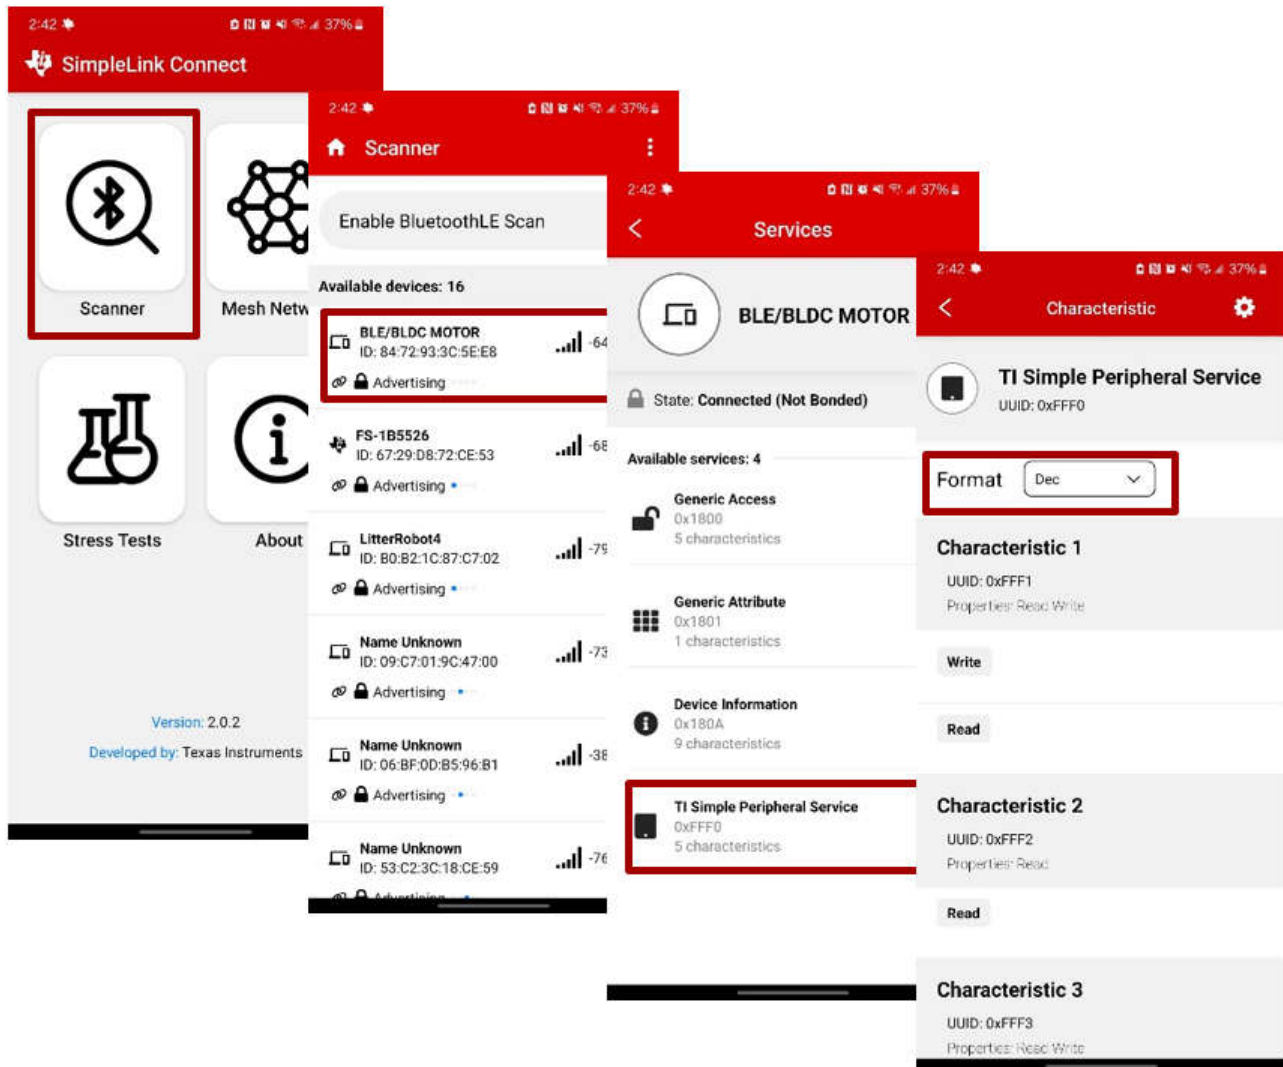 2:42
37%
SimpleLink Connect
Scanner
Mesh Netw
Stress Tests
About
Version: 2.0.2
Developed by: Texas Instruments
2:42
37%
Scanner
Enable BluetoothLE Scan
Available devices: 16
BLE/BLDC MOTOR
ID: 84:72:93:3C:5E:E8
-64
Advertising
FS-1B5526
ID: 67:29:D8:72:CE:53
-68
Advertising
LitterRobot4
ID: B0:B2:1C:87:C7:02
-79
Advertising
Name Unknown
ID: 09:C7:01:9C:47:00
-73
Advertising
Name Unknown
ID: 06:BF:0D:B5:96:B1
-38
Advertising
Name Unknown
ID: 53:C2:3C:18:CE:59
-76
Advertising
2:42
37%
Services
BLE/BLDC MOTOR
State: Connected (Not Bonded)
Available services: 4
Generic Access
0x1800
5 characteristics
Generic Attribute
0x1801
1 characteristics
Device Information
0x180A
9 characteristics
TI Simple Peripheral Service
0xFFF0
5 characteristics
2:42
37%
Characteristic
TI Simple Peripheral Service
UUID: 0xFFF0
Format
Dec
Characteristic 1
UUID: 0xFFF1
Properties: Read Write
Write
Read
Characteristic 2
UUID: 0xFFF2
Properties: Read
Read
Characteristic 3
UUID: 0xFFF3
Properties: Read Write